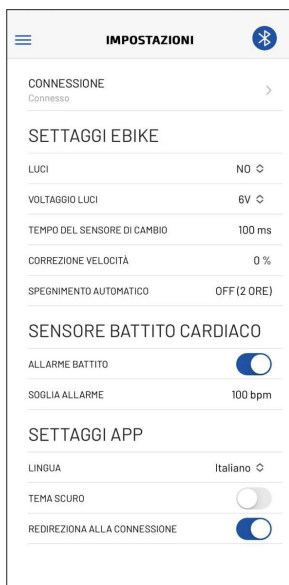 IMPOSTAZIONI
CONNESSIONE
Connesso
SETTAGGI EBIKE
LUCI NO
VOLTAGGIO LUCI 6V
TEMPO DEL SENSORE DI CAMBIO 100 ms
CORREZIONE VELOCITÀ 0 %
SPEGNIMENTO AUTOMATICO OFF (2 ORE)
SENSORE BATTITO CARDIACO
ALLARME BATTITO
SOGLIA ALLARME 100 bpm
SETTAGGI APP
LINGUA Italiano
TEMA SCURO
REDIREZIONA ALLA CONNESSIONE